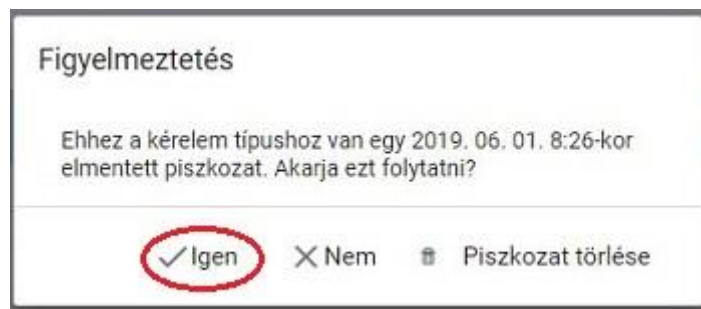 Figyelmeztetés
Ehhez a kérelem típushoz van egy 2019. 06. 01. 8:26-kor
elmentett piszkozat. Akarja ezt folytatni?
Igen Nem Piszkozat törlése